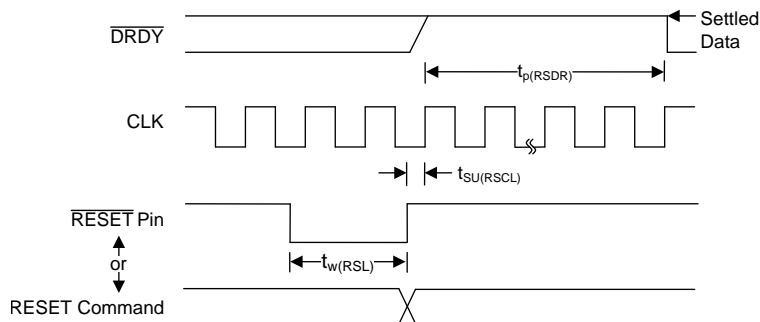 Settled
DRDY
Data
tp(RSDR)
CLK
tSU(RSCL)
RESET Pin
or
tw(RSL)
RESET Command